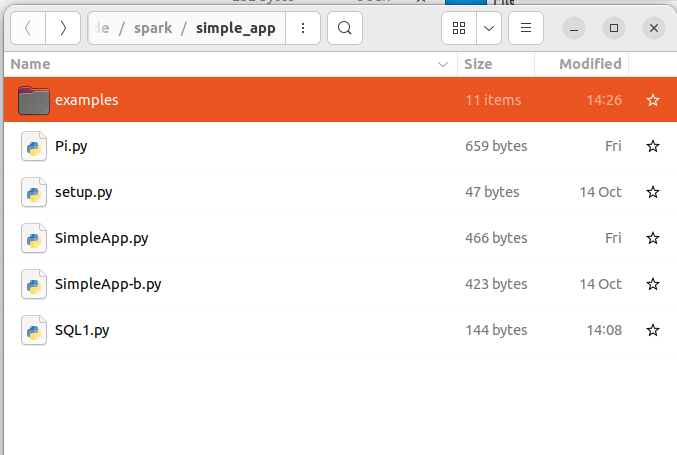 de / spark / simple_app
Name Size Modified
examples 11 items 14:26
Pi.py 659 bytes Fri
setup.py 47 bytes 14 Oct
SimpleApp.py 466 bytes Fri
SimpleApp-b.py 423 bytes 14 Oct
SQL1.py 144 bytes 14:08